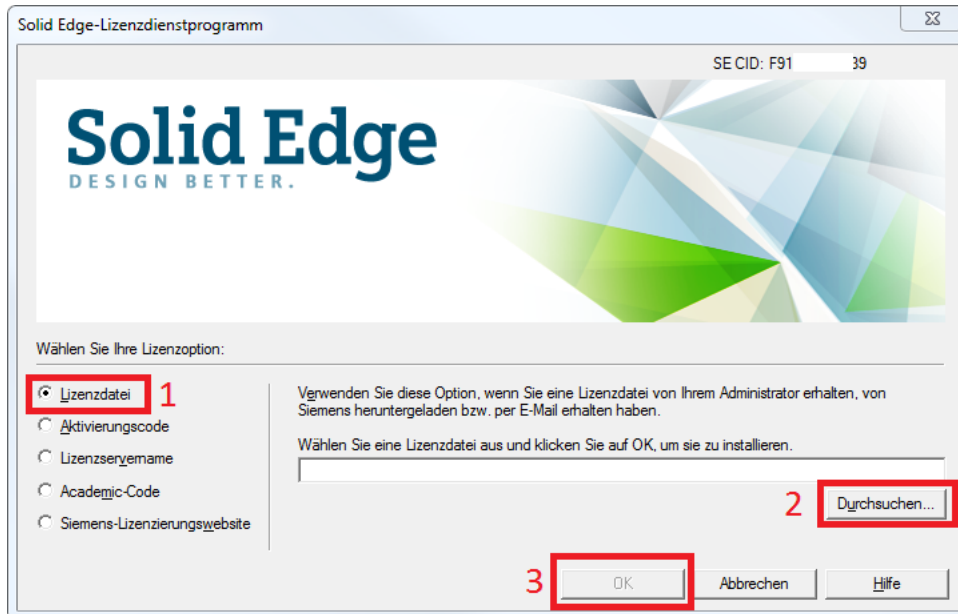 Solid Edge-Lizenzdienstprogramm
SE CID: F91 39
Solid Edge
DESIGN BETTER.
Wählen Sie Ihre Lizenzoption:
Lizenzdatei 1
Aktivierungscode
Lizenzservername
Academic-Code
Siemens-Lizenzierungswebsite
Verwenden Sie diese Option, wenn Sie eine Lizenzdatei von Ihrem Administrator erhalten, von
Siemens heruntergeladen bzw. per E-Mail erhalten haben.
Wählen Sie eine Lizenzdatei aus und klicken Sie auf OK, um sie zu installieren.
2 Durchsuchen...
3 OK Abbrechen Hilfe